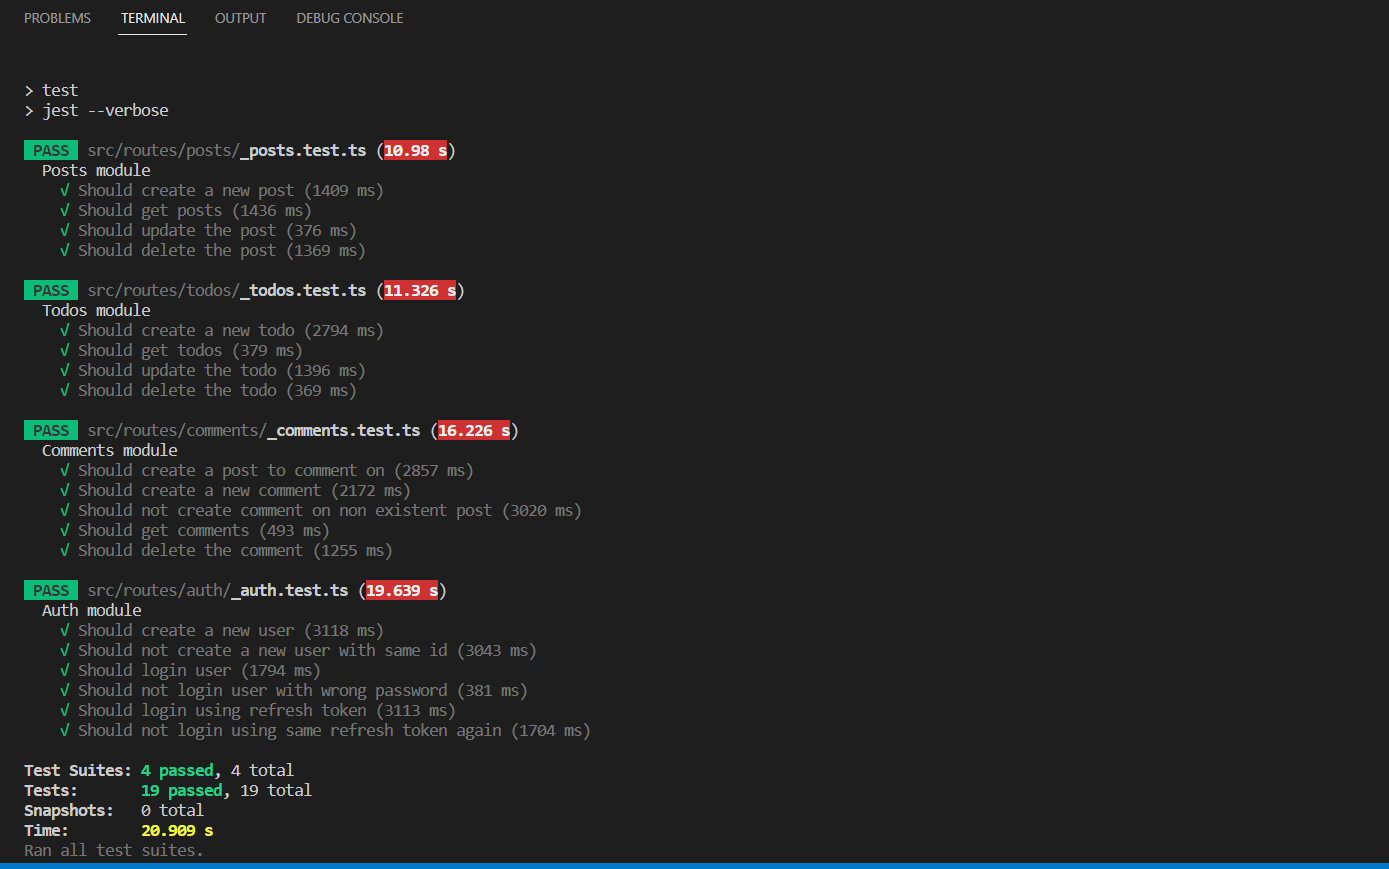 PROBLEMS TERMINAL OUTPUT DEBUG CONSOLE
> test
> jest --verbose
PASS src/routes/posts/_posts.test.ts (10.98 s)
Posts module
√ Should create a new post (1409 ms)
√ Should get posts (1436 ms)
√ Should update the post (376 ms)
√ Should delete the post (1369 ms)
PASS src/routes/todos/_todos.test.ts (11.326 s)
Todos module
√ Should create a new todo (2794 ms)
√ Should get todos (379 ms)
√ Should update the todo (1396 ms)
√ Should delete the todo (369 ms)
PASS src/routes/comments/_comments.test.ts (16.226 s)
Comments module
√ Should create a post to comment on (2857 ms)
√ Should create a new comment (2172 ms)
√ Should not create comment on non existent post (3020 ms)
√ Should get comments (493 ms)
√ Should delete the comment (1255 ms)
PASS src/routes/auth/_auth.test.ts (19.639 s)
Auth module
√ Should create a new user (3118 ms)
√ Should not create a new user with same id (3043 ms)
√ Should login user (1794 ms)
√ Should not login user with wrong password (381 ms)
√ Should login using refresh token (3113 ms)
√ Should not login using same refresh token again (1704 ms)
Test Suites: 4 passed, 4 total
Tests: 19 passed, 19 total
Snapshots: 0 total
Time: 20.909 s
Ran all test suites.